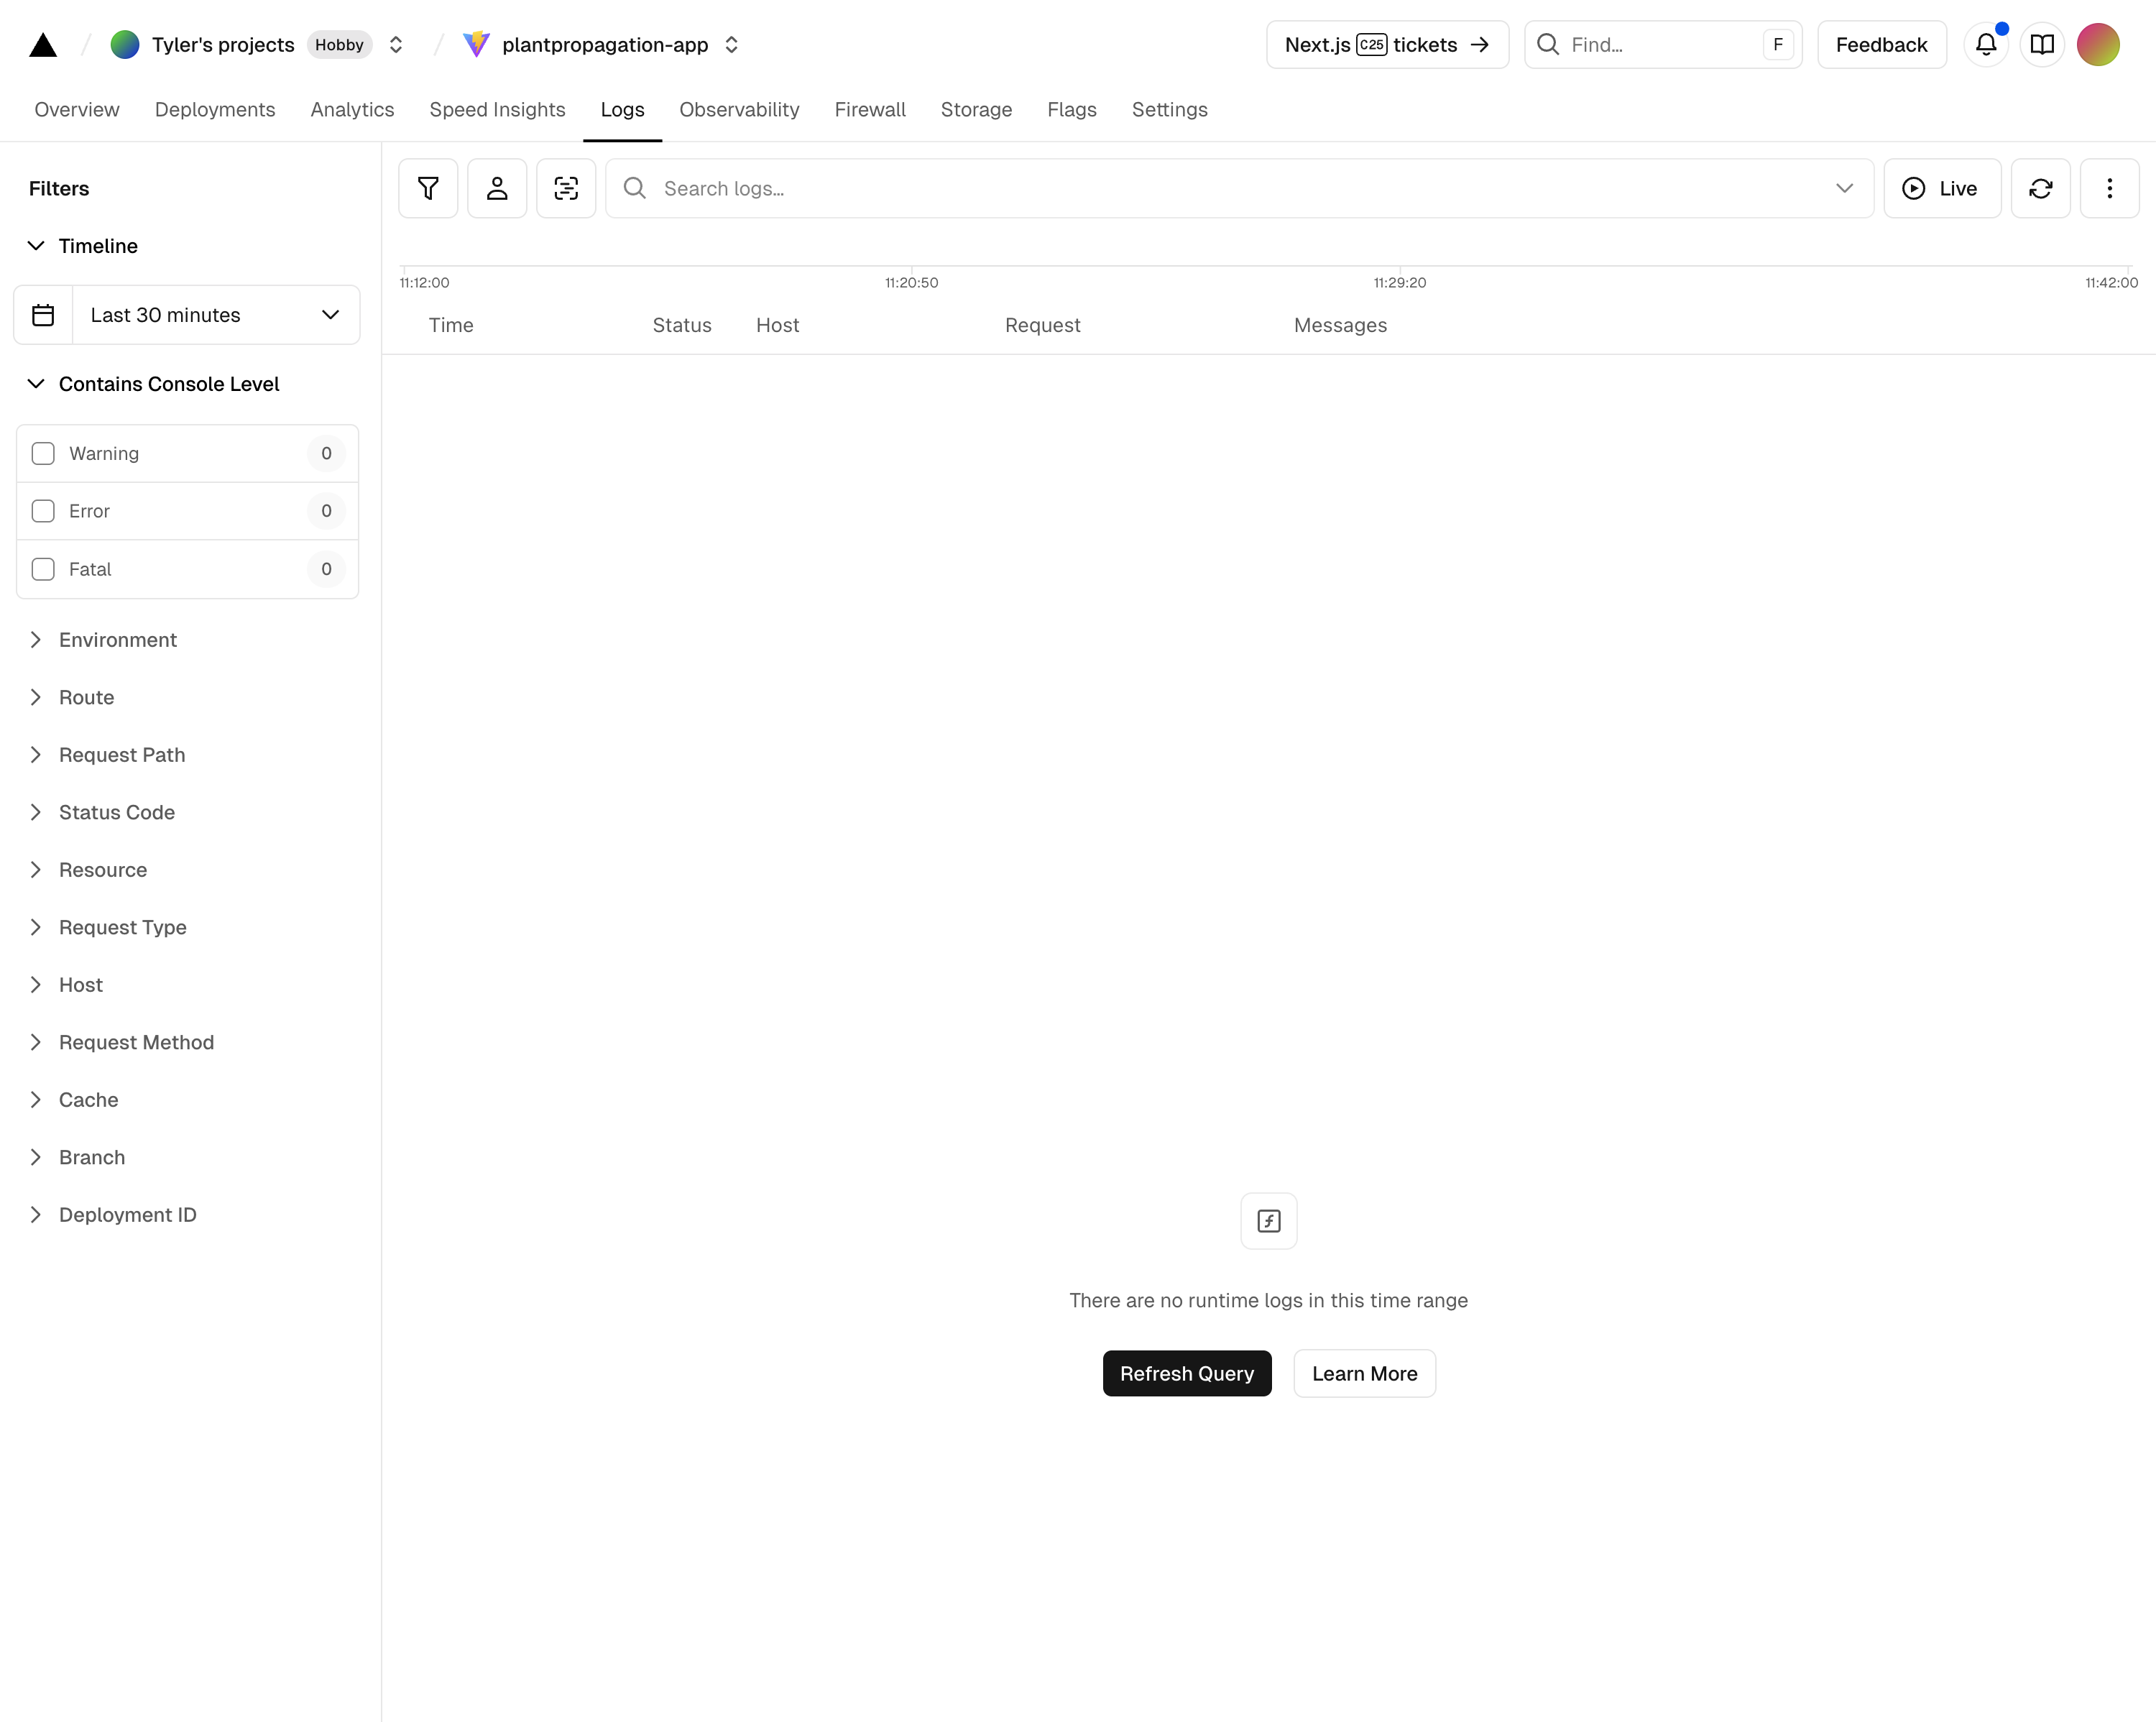 Tyler's projects Hobby plantpropagation-app Next.js C25 tickets Find... F Feedback
Overview Deployments Analytics Speed Insights Logs Observability Firewall Storage Flags Settings
Filters
Timeline
Last 30 minutes
Contains Console Level
Warning 0
Error 0
Fatal 0
Environment
Route
Request Path
Status Code
Resource
Request Type
Host
Request Method
Cache
Branch
Deployment ID
Search logs...
Live
11:12:00 11:20:50 11:29:20 11:42:00
Time Status Host Request Messages
There are no runtime logs in this time range
Refresh Query Learn More